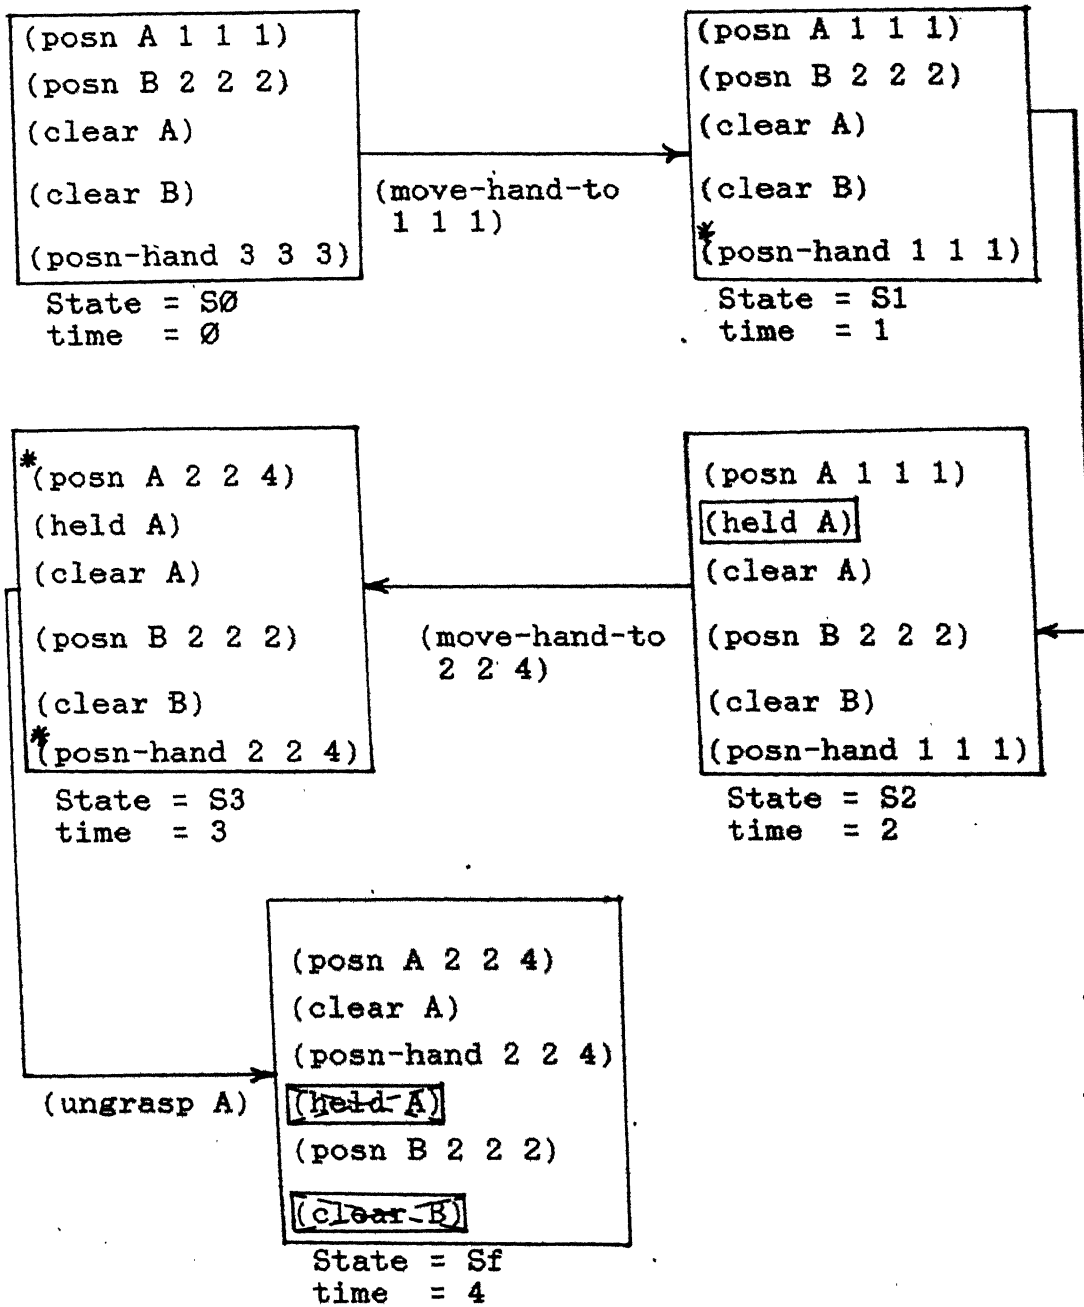 (posn A 1 1 1)
(posn B 2 2 2)
(clear A)
(clear B)
(posn-hand 3 3 3)
State = SØ
time = Ø
(move-hand-to
1 1 1)
(posn A 1 1 1)
(posn B 2 2 2)
(clear A)
(clear B)
*(posn-hand 1 1 1)
State = S1
time = 1
(posn A 1 1 1)
(held A)
(clear A)
(posn B 2 2 2)
(clear B)
(posn-hand 1 1 1)
State = S2
time = 2
(move-hand-to
2 2 4)
*(posn A 2 2 4)
(held A)
(clear A)
(posn B 2 2 2)
(clear B)
*(posn-hand 2 2 4)
State = S3
time = 3
(ungrasp A)
(posn A 2 2 4)
(clear A)
(posn-hand 2 2 4)
(held A)
(posn B 2 2 2)
(clear B)
State = Sf
time = 4